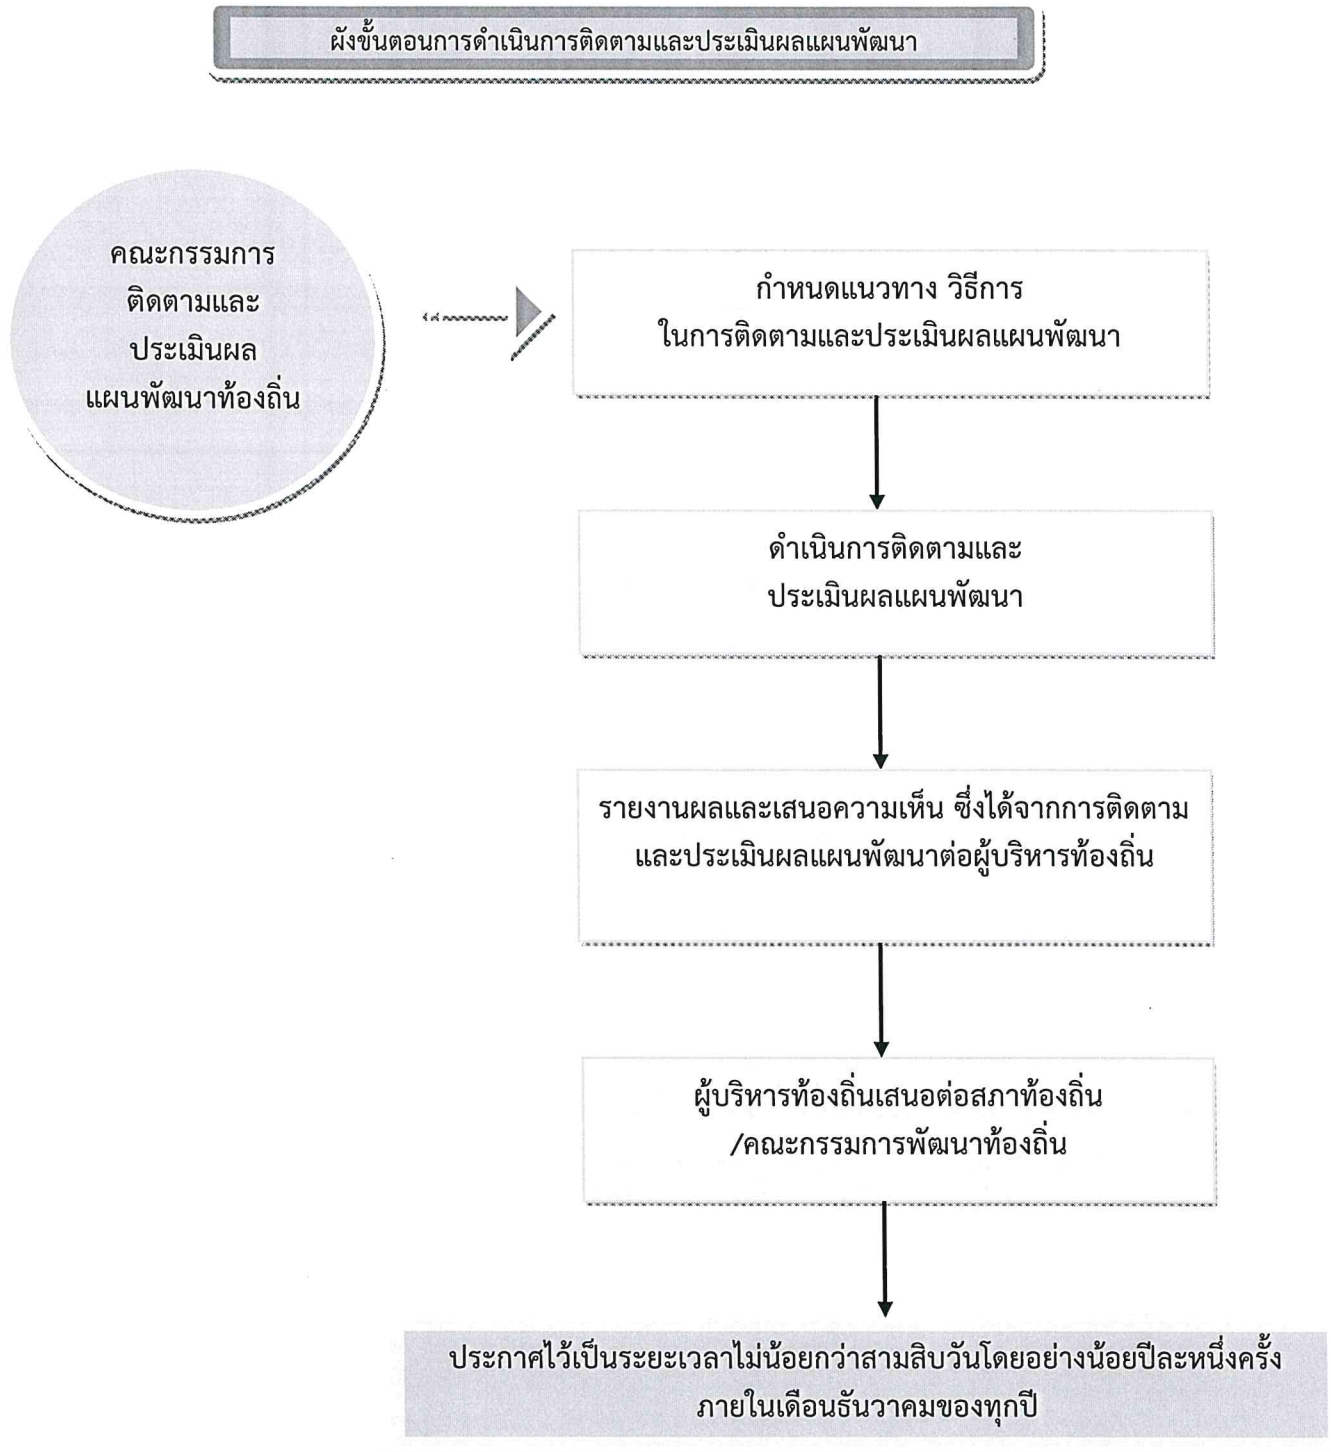 ผังขั้นตอนการดำเนินการติดตามและประเมินผลแผนพัฒนา
คณะกรรมการ
ติดตามและ
ประเมินผล
แผนพัฒนาท้องถิ่น
กำหนดแนวทาง วิธีการ
ในการติดตามและประเมินผลแผนพัฒนา
ดำเนินการติดตามและ
ประเมินผลแผนพัฒนา
รายงานผลและเสนอความเห็น ซึ่งได้จากการติดตาม
และประเมินผลแผนพัฒนาต่อผู้บริหารท้องถิ่น
ผู้บริหารท้องถิ่นเสนอต่อสภาท้องถิ่น
/คณะกรรมการพัฒนาท้องถิ่น
ประกาศไว้เป็นระยะเวลาไม่น้อยกว่าสามสิบวันโดยอย่างน้อยปีละหนึ่งครั้ง
ภายในเดือนธันวาคมของทุกปี